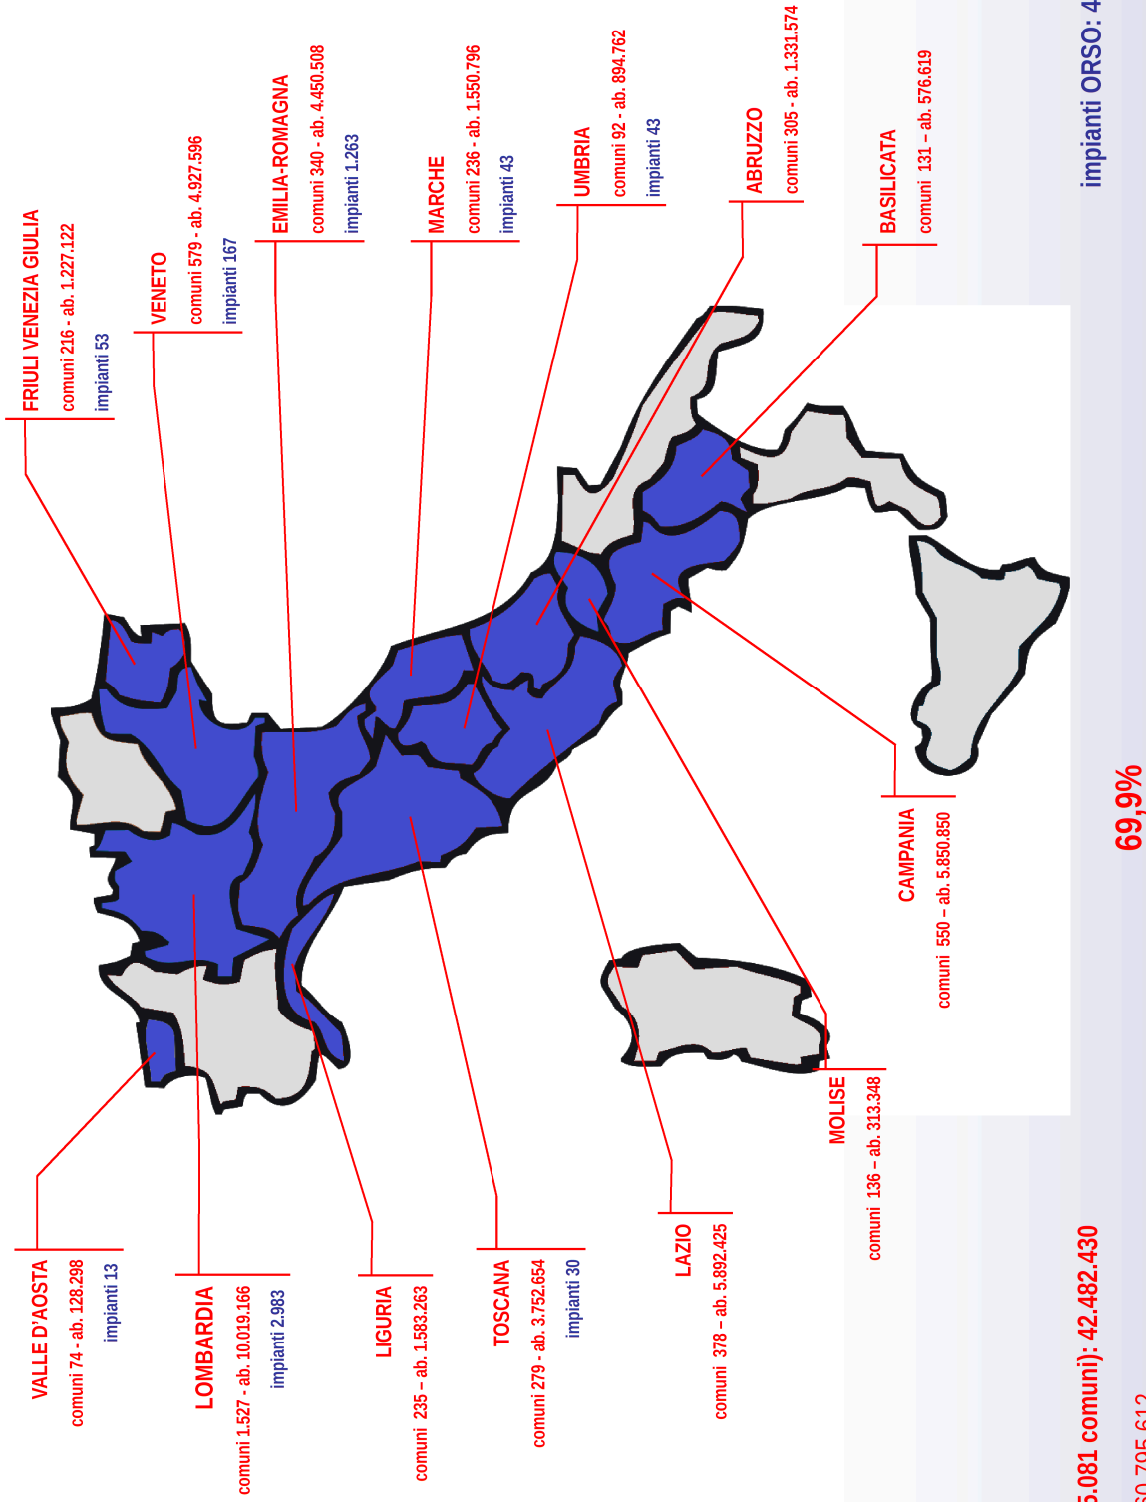 VALLE D'AOSTA
comuni 74 - ab. 128.298
impianti 13
LOMBARDIA
comuni 1.527 - ab. 10.019.166
impianti 2.983
LIGURIA
comuni 235 – ab. 1.583.263
TOSCANA
comuni 279 - ab. 3.752.654
impianti 30
LAZIO
comuni 378 – ab. 5.892.425
MOLISE
comuni 136 – ab. 313.348
CAMPANIA
comuni 550 – ab. 5.850.850
FRIULI VENEZIA GIULIA
comuni 216 - ab. 1.227.122
impianti 53
VENETO
comuni 579 - ab. 4.927.596
impianti 167
EMILIA-ROMAGNA
comuni 340 - ab. 4.450.508
impianti 1.263
MARCHE
comuni 236 - ab. 1.550.796
impianti 43
UMBRIA
comuni 92 - ab. 894.762
impianti 43
ABRUZZO
comuni 305 - ab. 1.331.574
BASILICATA
comuni 131 – ab. 576.619
5.081 comuni): 42.482.430
impianti ORSO: 4
69,9%